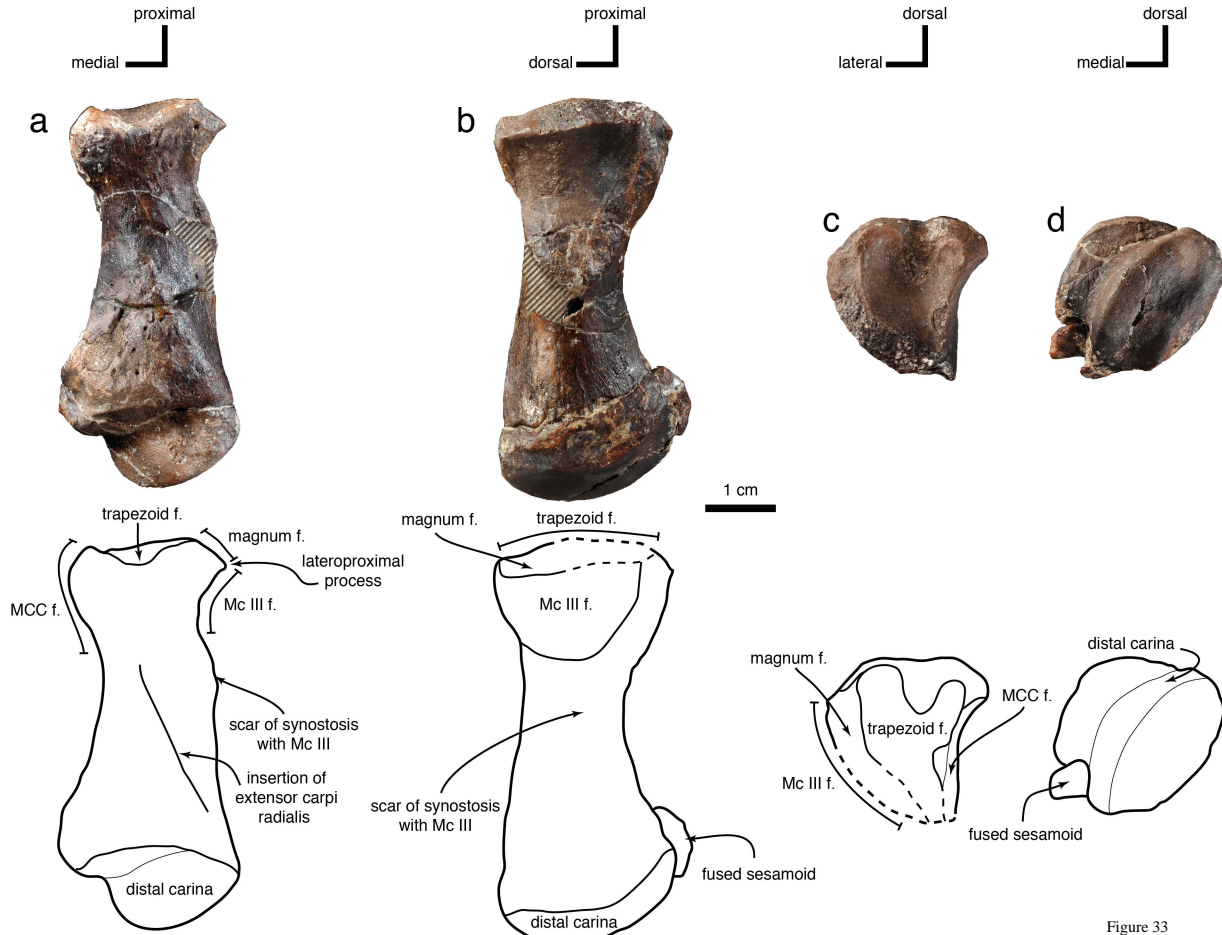 proximal
medial
proximal
dorsal
dorsal
lateral
dorsal
medial
a
b
c
d
1 cm
trapezoid f.
magnum f.
lateroproximal
process
MCC f.
Mc III f.
scar of synostosis
with Mc III
insertion of
extensor carpi
radialis
distal carina
magnum f.
trapezoid f.
Mc III f.
scar of synostosis
with Mc III
fused sesamoid
distal carina
magnum f.
MCC f.
trapezoid f.
Mc III f.
distal carina
fused sesamoid
Figure 33